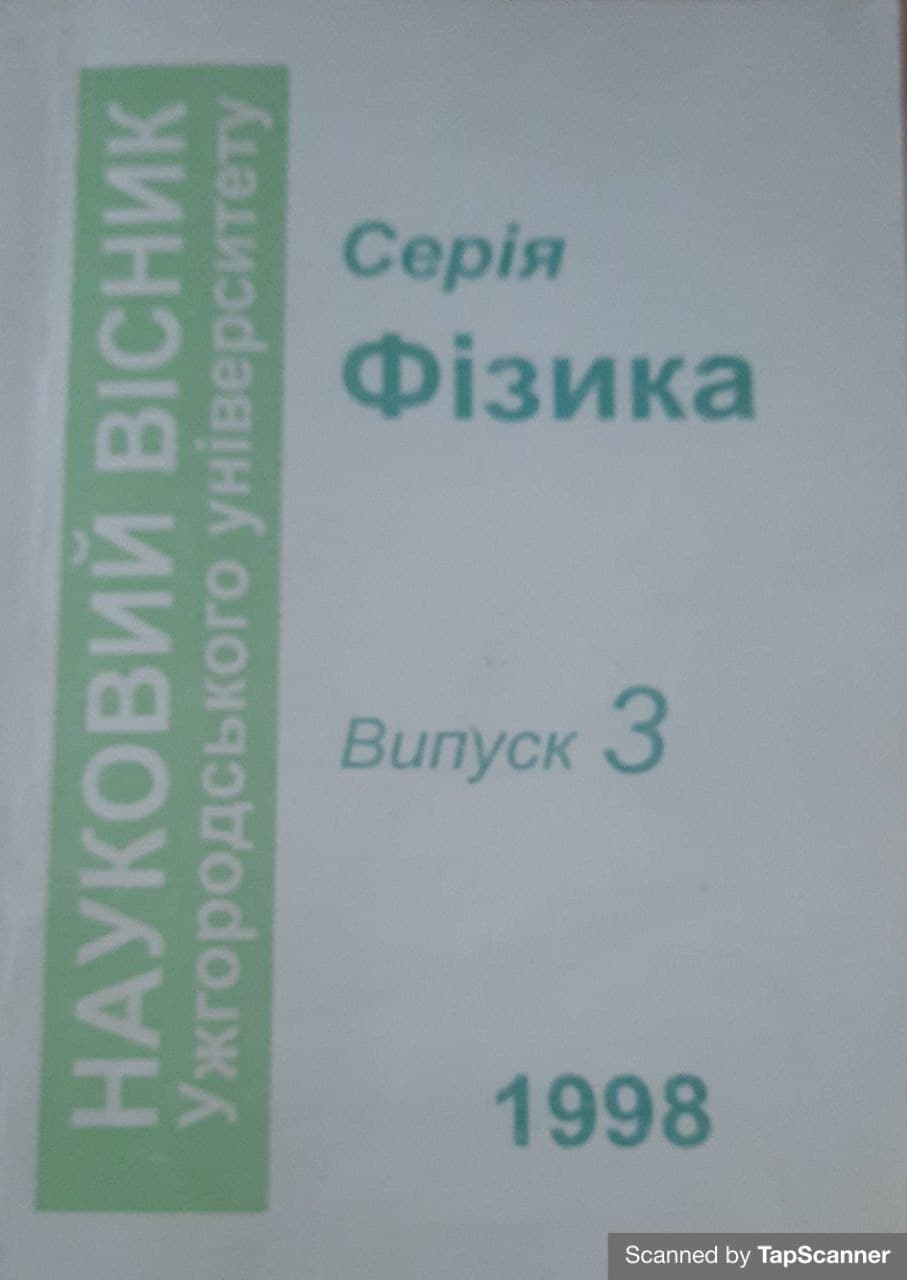 НАУКОВИЙ ВІСНИК
Ужгородського університету
Серія
Фізика
Випуск 3
1998
Scanned by TapScanner